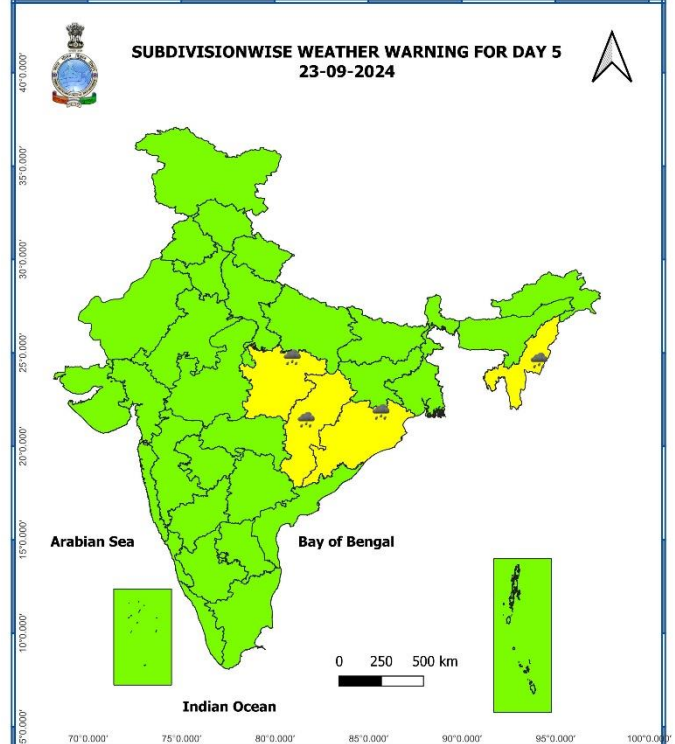 SUBDIVISIONWISE WEATHER WARNING FOR DAY 5
23-09-2024
40°0.000'
35°0.000'
30°0.000'
25°0.000'
20°0.000'
15°0.000'
10°0.000'
5°0.000'
Arabian Sea
Bay of Bengal
0 250 500 km
Indian Ocean
70°0.000' 75°0.000' 80°0.000' 85°0.000' 90°0.000' 95°0.000' 100°0.000'